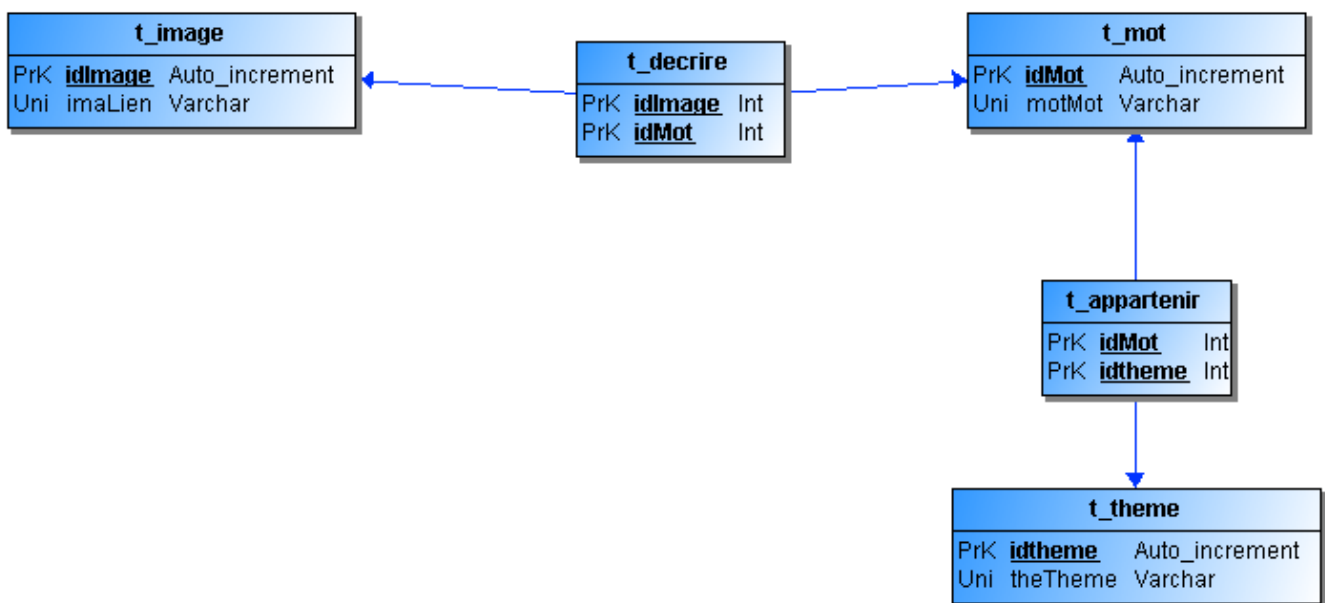 t_image
PrK idImage Auto_increment
Uni imaLien Varchar
t_decrire
PrK idImage Int
PrK idMot Int
t_mot
PrK idMot Auto_increment
Uni motMot Varchar
t_appartenir
PrK idMot Int
PrK idtheme Int
t_theme
PrK idtheme Auto_increment
Uni theTheme Varchar